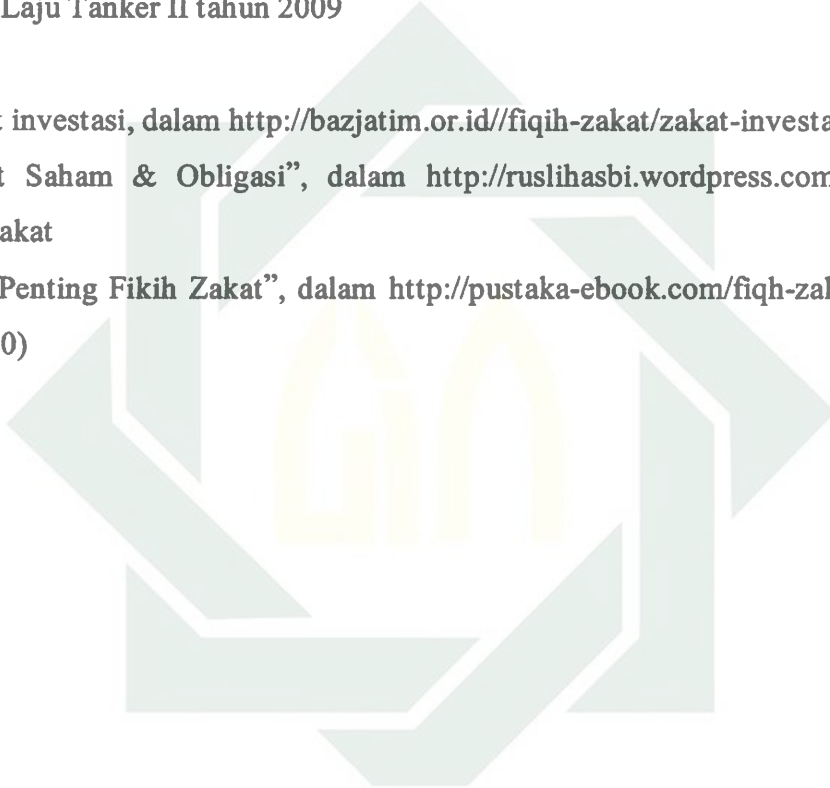 Laju Tanker II tahun 2009
investasi, dalam http://bazjatim.or.id//fiqih-zakat/zakat-investa
Saham & Obligasi”, dalam http://ruslihasbi.wordpress.com
akat
Penting Fikih Zakat”, dalam http://pustaka-ebook.com/fiqh-zal
0)